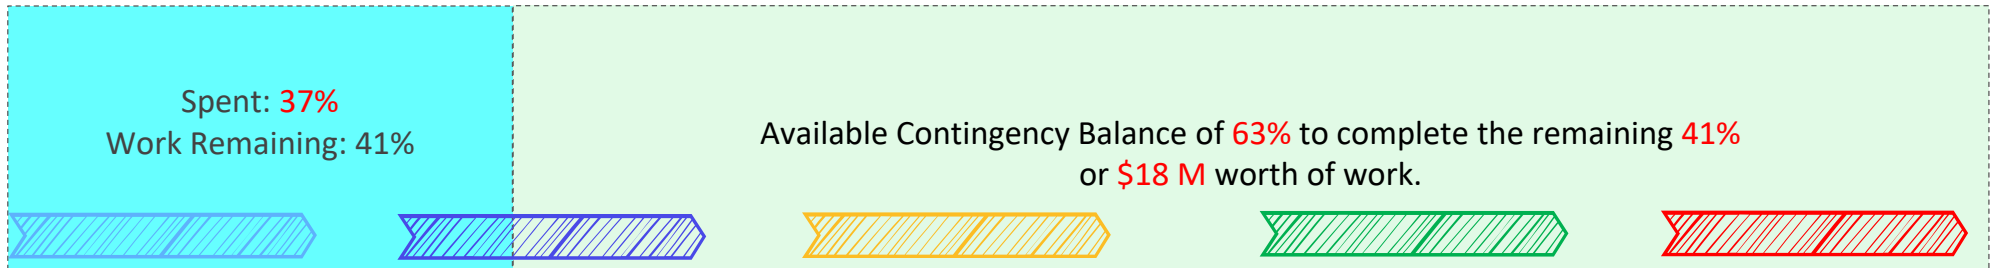 Spent: 37%
Work Remaining: 41%
Available Contingency Balance of 63% to complete the remaining 41%
or $18 M worth of work.